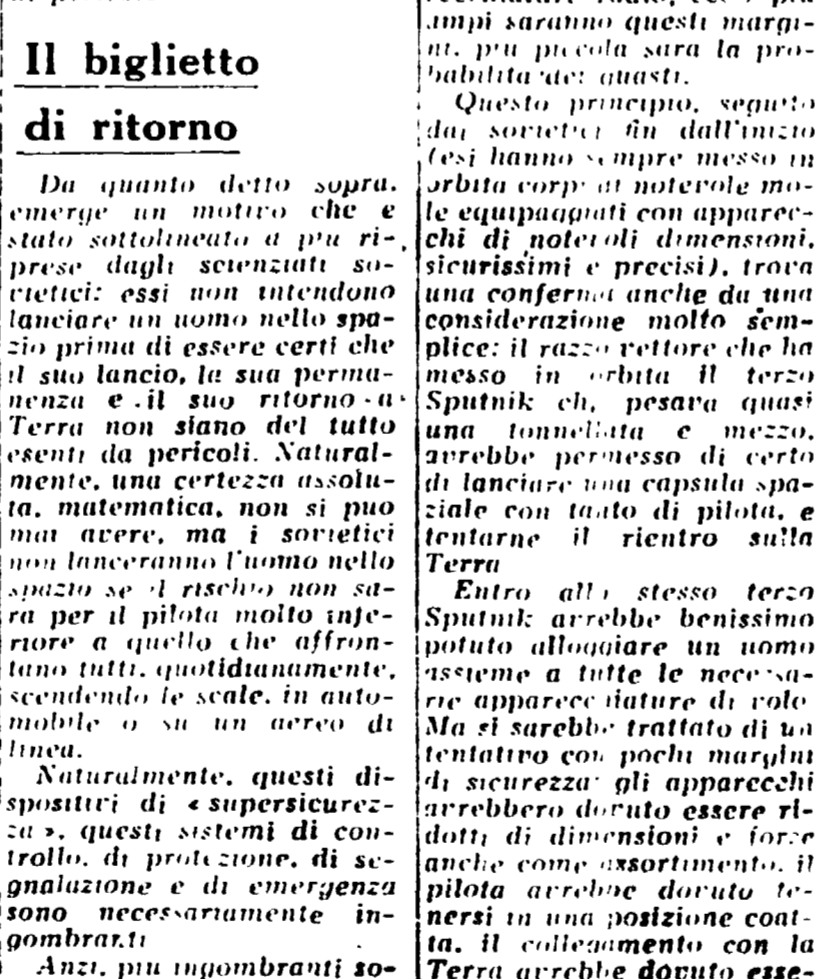 Il biglietto
di ritorno
Da quanto detto sopra,
emerge un motivo che è
stato sottolineato a più ri-
prese dagli scienziati so-
vietici: essi non intendono
lanciare un uomo nello spa-
zio prima di essere certi che
il suo lancio, la sua perma-
nenza e il suo ritorno a
Terra non siano del tutto
esenti da pericoli. Natural-
mente, una certezza assolu-
ta, matematica, non si può
mai avere, ma i sovietici
non lanceranno l'uomo nello
spazio se il rischio non sa-
rà per il pilota molto infe-
riore a quello che affron-
tano tutti, quotidianamente,
scendendo le scale, in auto-
mobile o su un aereo di
linea.
Naturalmente, questi di-
spositivi di « supersicurez-
za », questi sistemi di con-
trollo, di protezione, di se-
gnalazione e di emergenza
sono necessariamente in-
gombranti
Anzi, più ingombranti so-
ampi saranno questi margi-
ni, più piccola sarà la pro-
babilità dei guasti.
Questo principio, seguito
dai sovietici fin dall'inizio
(essi hanno sempre messo in
orbita corpi di notevole mo-
le equipaggiati con apparec-
chi di notevoli dimensioni,
sicurissimi e precisi), trova
una conferma anche da una
considerazione molto sem-
plice: il razzo vettore che ha
messo in orbita il terzo
Sputnik che pesava quasi
una tonnellata e mezzo,
avrebbe permesso di certo
di lanciare una capsula spa-
ziale con tanto di pilota, e
tentarne il rientro sulla
Terra
Entro allo stesso terzo
Sputnik avrebbe benissimo
potuto alloggiare un uomo
assieme a tutte le necessa-
rie apparecchiature di volo
Ma si sarebbe trattato di un
tentativo con pochi margini
di sicurezza: gli apparecchi
avrebbero dovuto essere ri-
dotti di dimensioni e forse
anche come assortimento, il
pilota avrebbe dovuto te-
nersi in una posizione coat-
ta, il collegamento con la
Terra avrebbe dovuto esse-